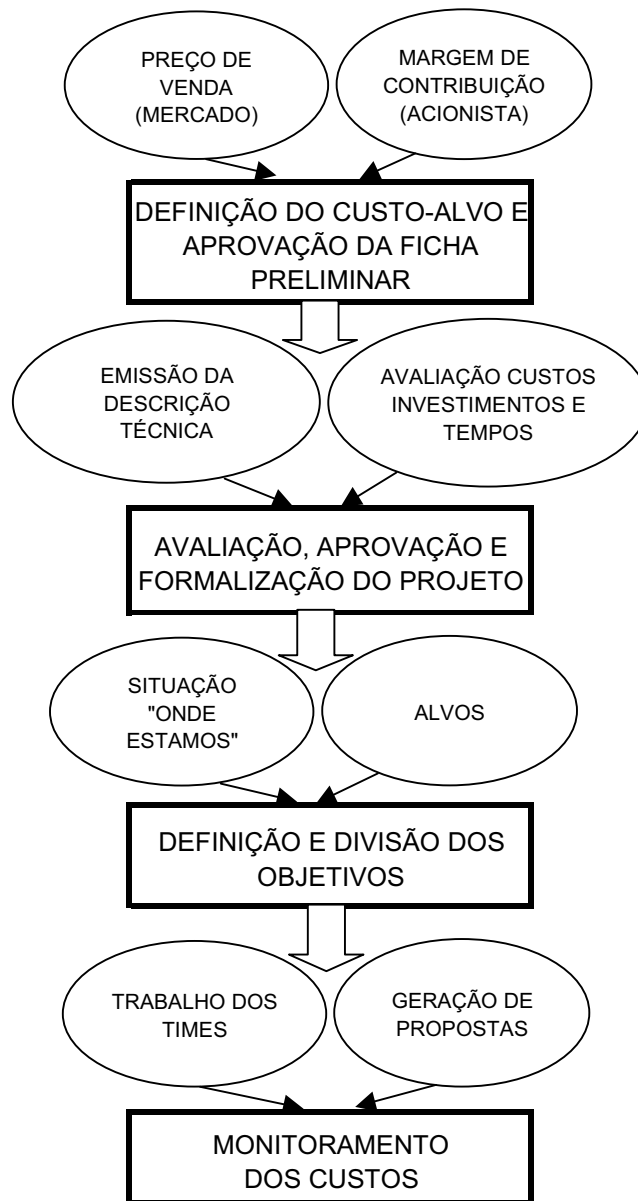 PREÇO DE
VENDA
(MERCADO)
MARGEM DE
CONTRIBUIÇÃO
(ACIONISTA)
DEFINIÇÃO DO CUSTO-ALVO E
APROVAÇÃO DA FICHA
PRELIMINAR
EMISSÃO DA
DESCRIÇÃO
TÉCNICA
AVALIAÇÃO CUSTOS
INVESTIMENTOS E
TEMPOS
AVALIAÇÃO, APROVAÇÃO E
FORMALIZAÇÃO DO PROJETO
SITUAÇÃO
"ONDE
ESTAMOS"
ALVOS
DEFINIÇÃO E DIVISÃO DOS
OBJETIVOS
TRABALHO DOS
TIMES
GERAÇÃO DE
PROPOSTAS
MONITORAMENTO
DOS CUSTOS